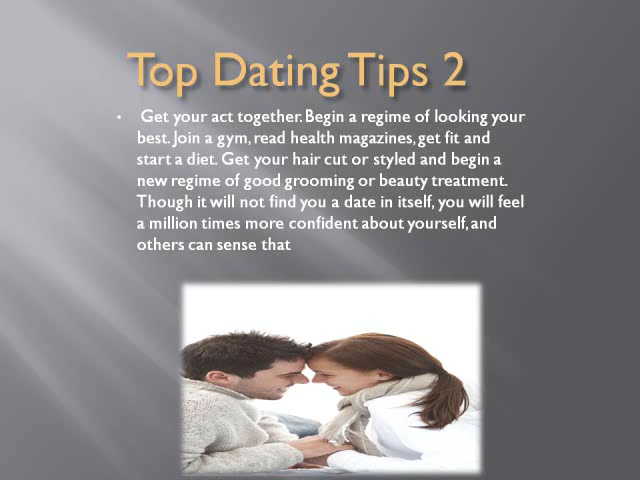 Top Dating Tips 2
• Get your act together. Begin a regime of looking your
best. Join a gym, read health magazines, get fit and
start a diet. Get your hair cut or styled and begin a
new regime of good grooming or beauty treatment.
Though it will not find you a date in itself, you will feel
a million times more confident about yourself, and
others can sense that